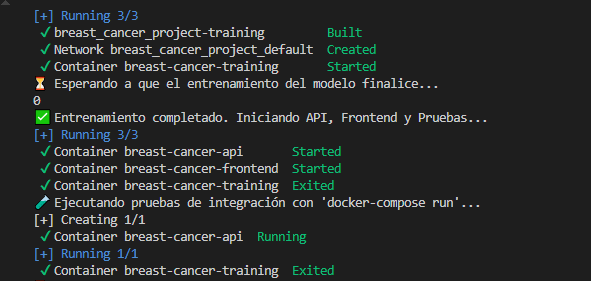 [+] Running 3/3
✓ breast_cancer_project-training Built
✓ Network breast_cancer_project_default Created
✓ Container breast-cancer-training Started
⏳ Esperando a que el entrenamiento del modelo finalice...
0
✅ Entrenamiento completado. Iniciando API, Frontend y Pruebas...
[+] Running 3/3
✓ Container breast-cancer-api Started
✓ Container breast-cancer-frontend Started
✓ Container breast-cancer-training Exited
🧪 Ejecutando pruebas de integración con 'docker-compose run'...
[+] Creating 1/1
✓ Container breast-cancer-api Running
[+] Running 1/1
✓ Container breast-cancer-training Exited